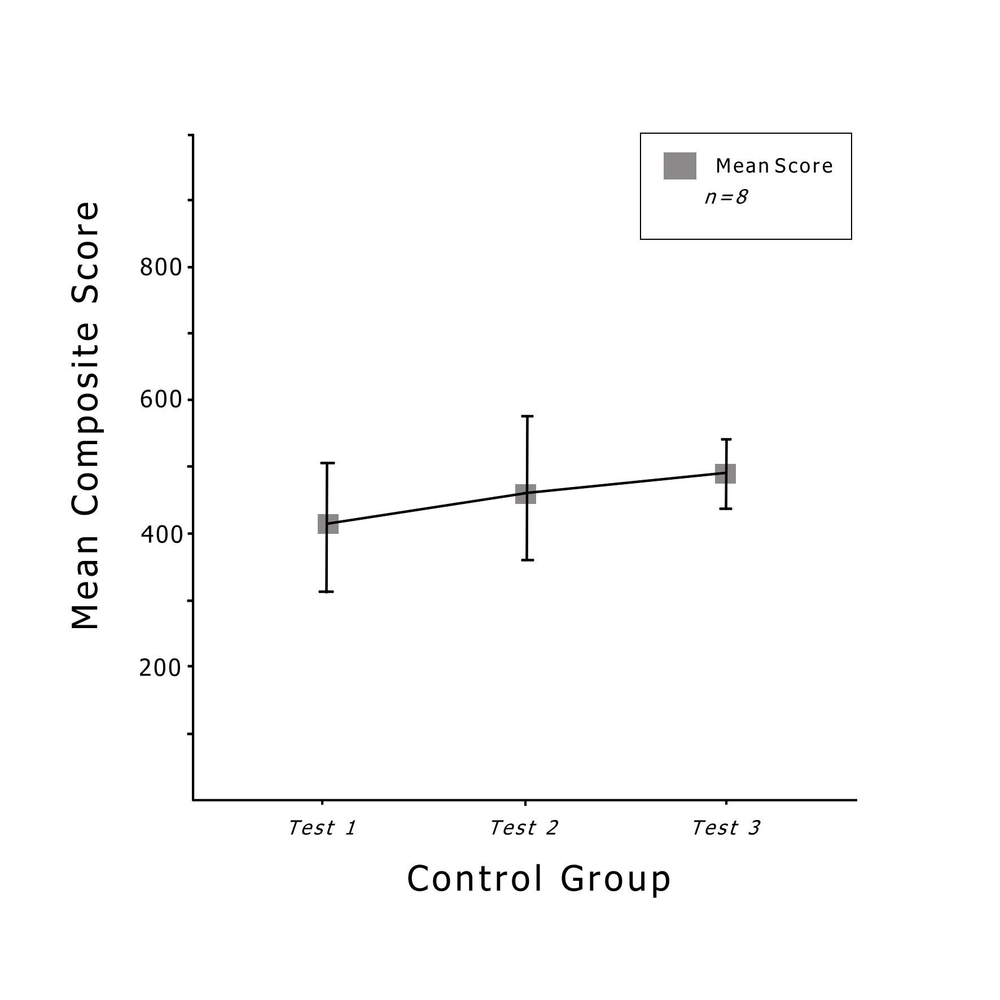 Mean Score
n=8
Mean Composite Score
800
600
400
200
Test 1 Test 2 Test 3
Control Group